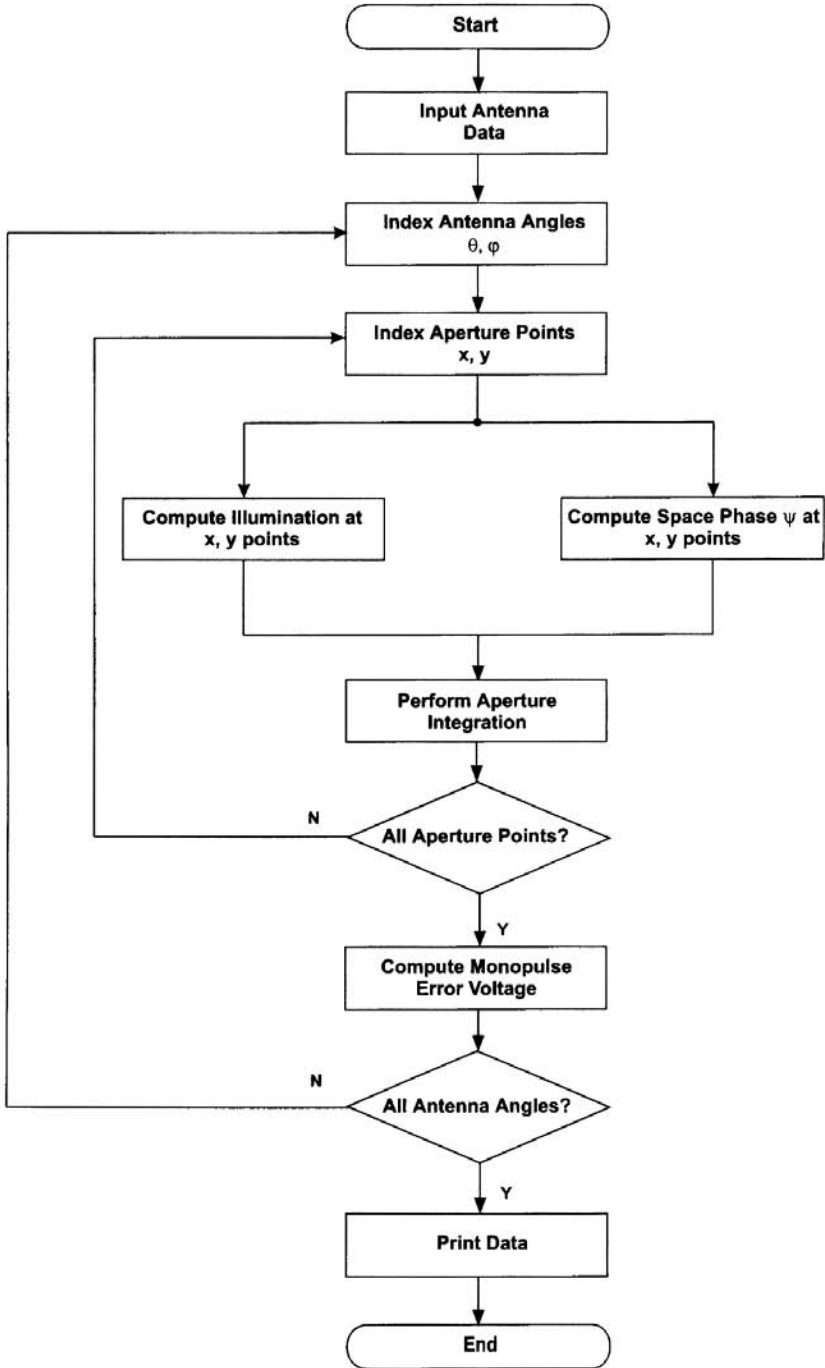 Start
Input Antenna
Data
Index Antenna Angles
θ, φ
Index Aperture Points
x, y
Compute Illumination at
x, y points
Compute Space Phase ψ at
x, y points
Perform Aperture
Integration
N
All Aperture Points?
Y
Compute Monopulse
Error Voltage
N
All Antenna Angles?
Y
Print Data
End